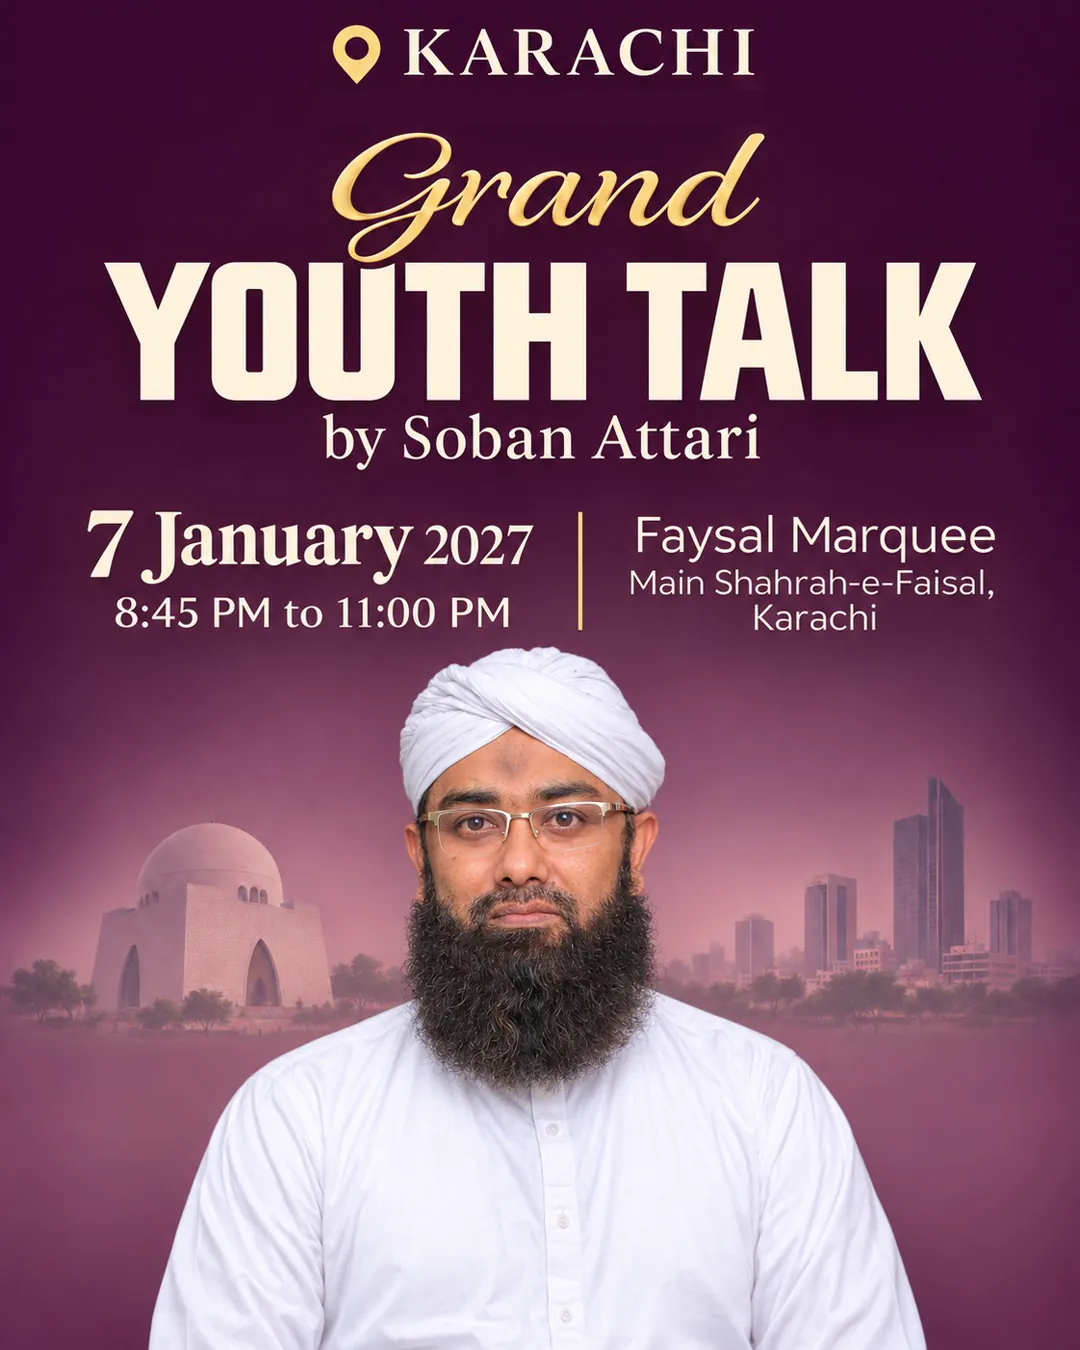 KARACHI
Grand
YOUTH TALK
by Soban Attari
7 January 2027
8:45 PM to 11:00 PM
Faysal Marquee
Main Shahrah-e-Faisal,
Karachi